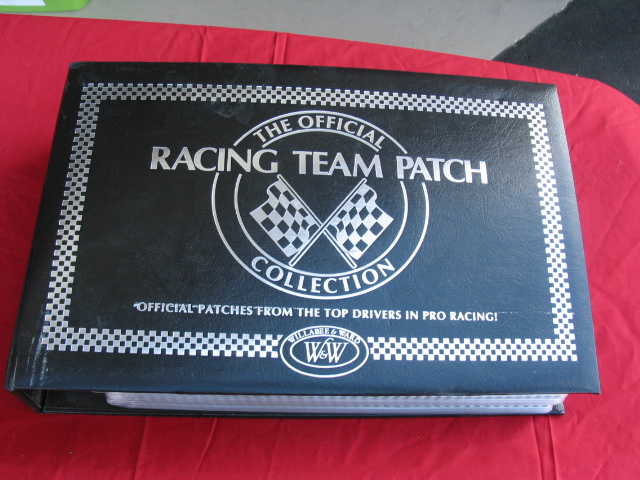 THE OFFICIAL
RACING TEAM PATCH
COLLECTION
"OFFICIAL PATCHES FROM THE TOP DRIVERS IN PRO RACING!
WILLABEE & WARD
W&W